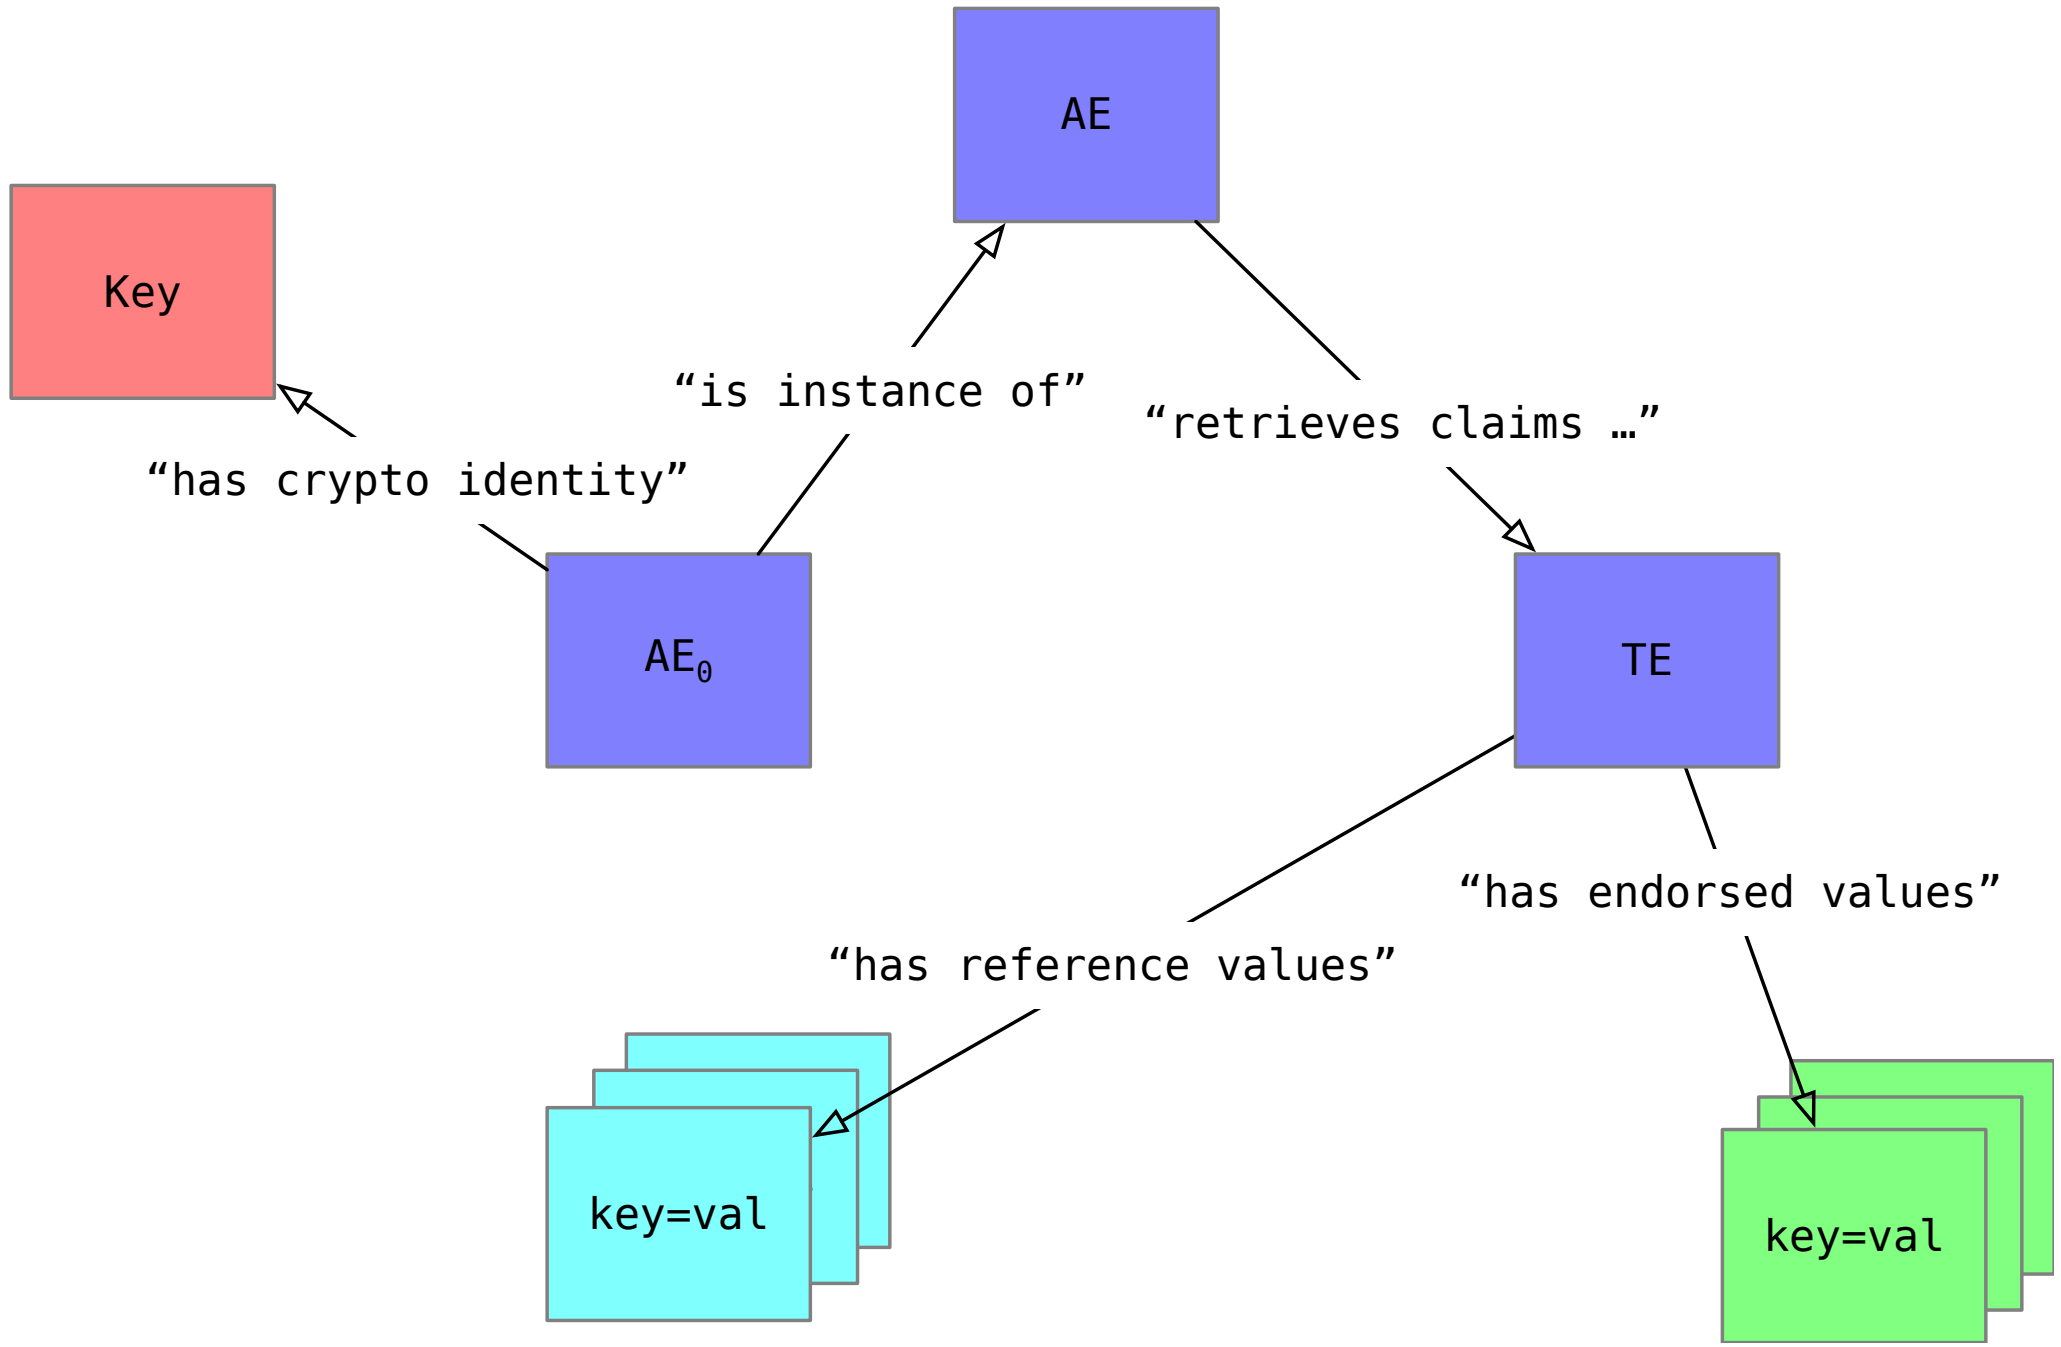 AE
Key
“is instance of”
“retrieves claims …”
“has crypto identity”
AE₀
TE
“has endorsed values”
“has reference values”
key=val
key=val